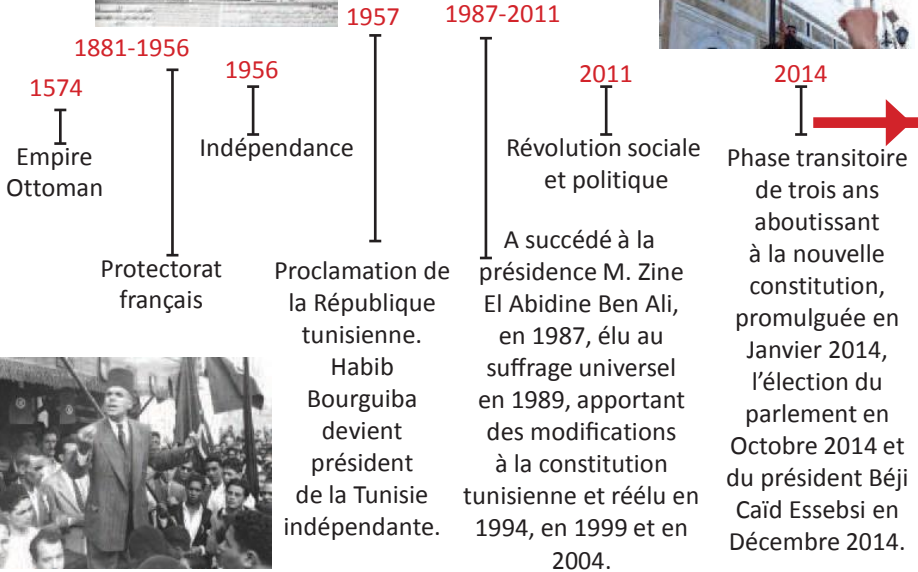 1574
Empire
Ottoman
1881-1956
Protectorat
français
1956
Indépendance
1957
Proclamation de
la République
tunisienne.
Habib
Bourguiba
devient
président
de la Tunisie
indépendante.
1987-2011
A succédé à la
présidence M. Zine
El Abidine Ben Ali,
en 1987, élu au
suffrage universel
en 1989, apportant
des modifications
à la constitution
tunisienne et réélu en
1994, en 1999 et en
2004.
2011
Révolution sociale
et politique
2014
Phase transitoire
de trois ans
aboutissant
à la nouvelle
constitution,
promulguée en
Janvier 2014,
l’élection du
parlement en
Octobre 2014 et
du président Béji
Caïd Essebsi en
Décembre 2014.